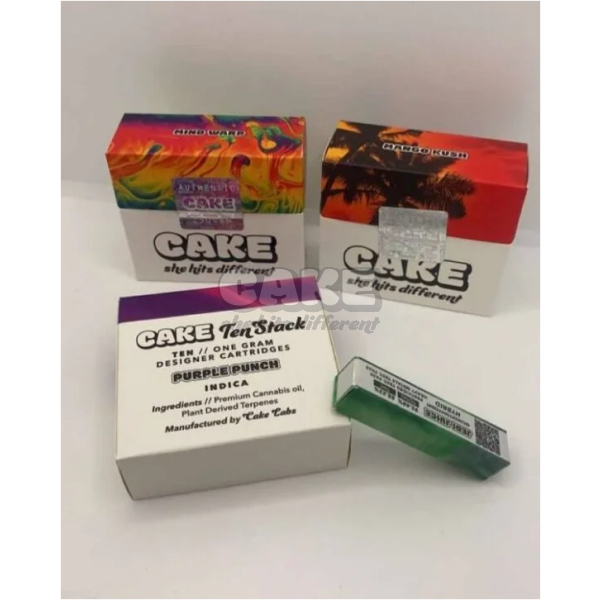 MIND WARP
AUTHENTIC
CAKE
CAKE
she hits different
MANGO KUSH
CAKE
she hits different
CAKE
she hits different
CAKE Ten Stack
TEN // ONE GRAM
DESIGNER CARTRIDGES
PURPLE PUNCH
INDICA
Ingredients // Premium Cannabis oil,
Plant Derived Terpenes
Manufactured by Cake Labs
HYBRID